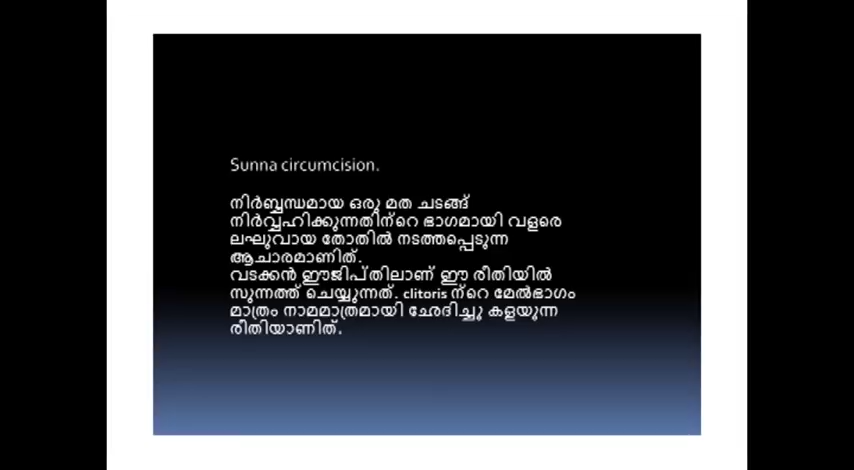 Sunna circumcision.
നിർബ്ബന്ധമായ ഒരു മത ചടങ്ങ്
നിർവ്വഹിക്കുന്നതിന്റെ ഭാഗമായി വളരെ
ലഘുവായ തോതിൽ നടത്തപ്പെടുന്ന
ആചാരമാണിത്.
വടക്കൻ ഈജിപ്തിലാണ് ഈ രീതിയിൽ
സുന്നത്ത് ചെയ്യുന്നത്. clitoris ന്റെ മേൽഭാഗം
മാത്രം നാമമാത്രമായി ഛേദിച്ചു കളയുന്ന
രീതിയാണിത്.